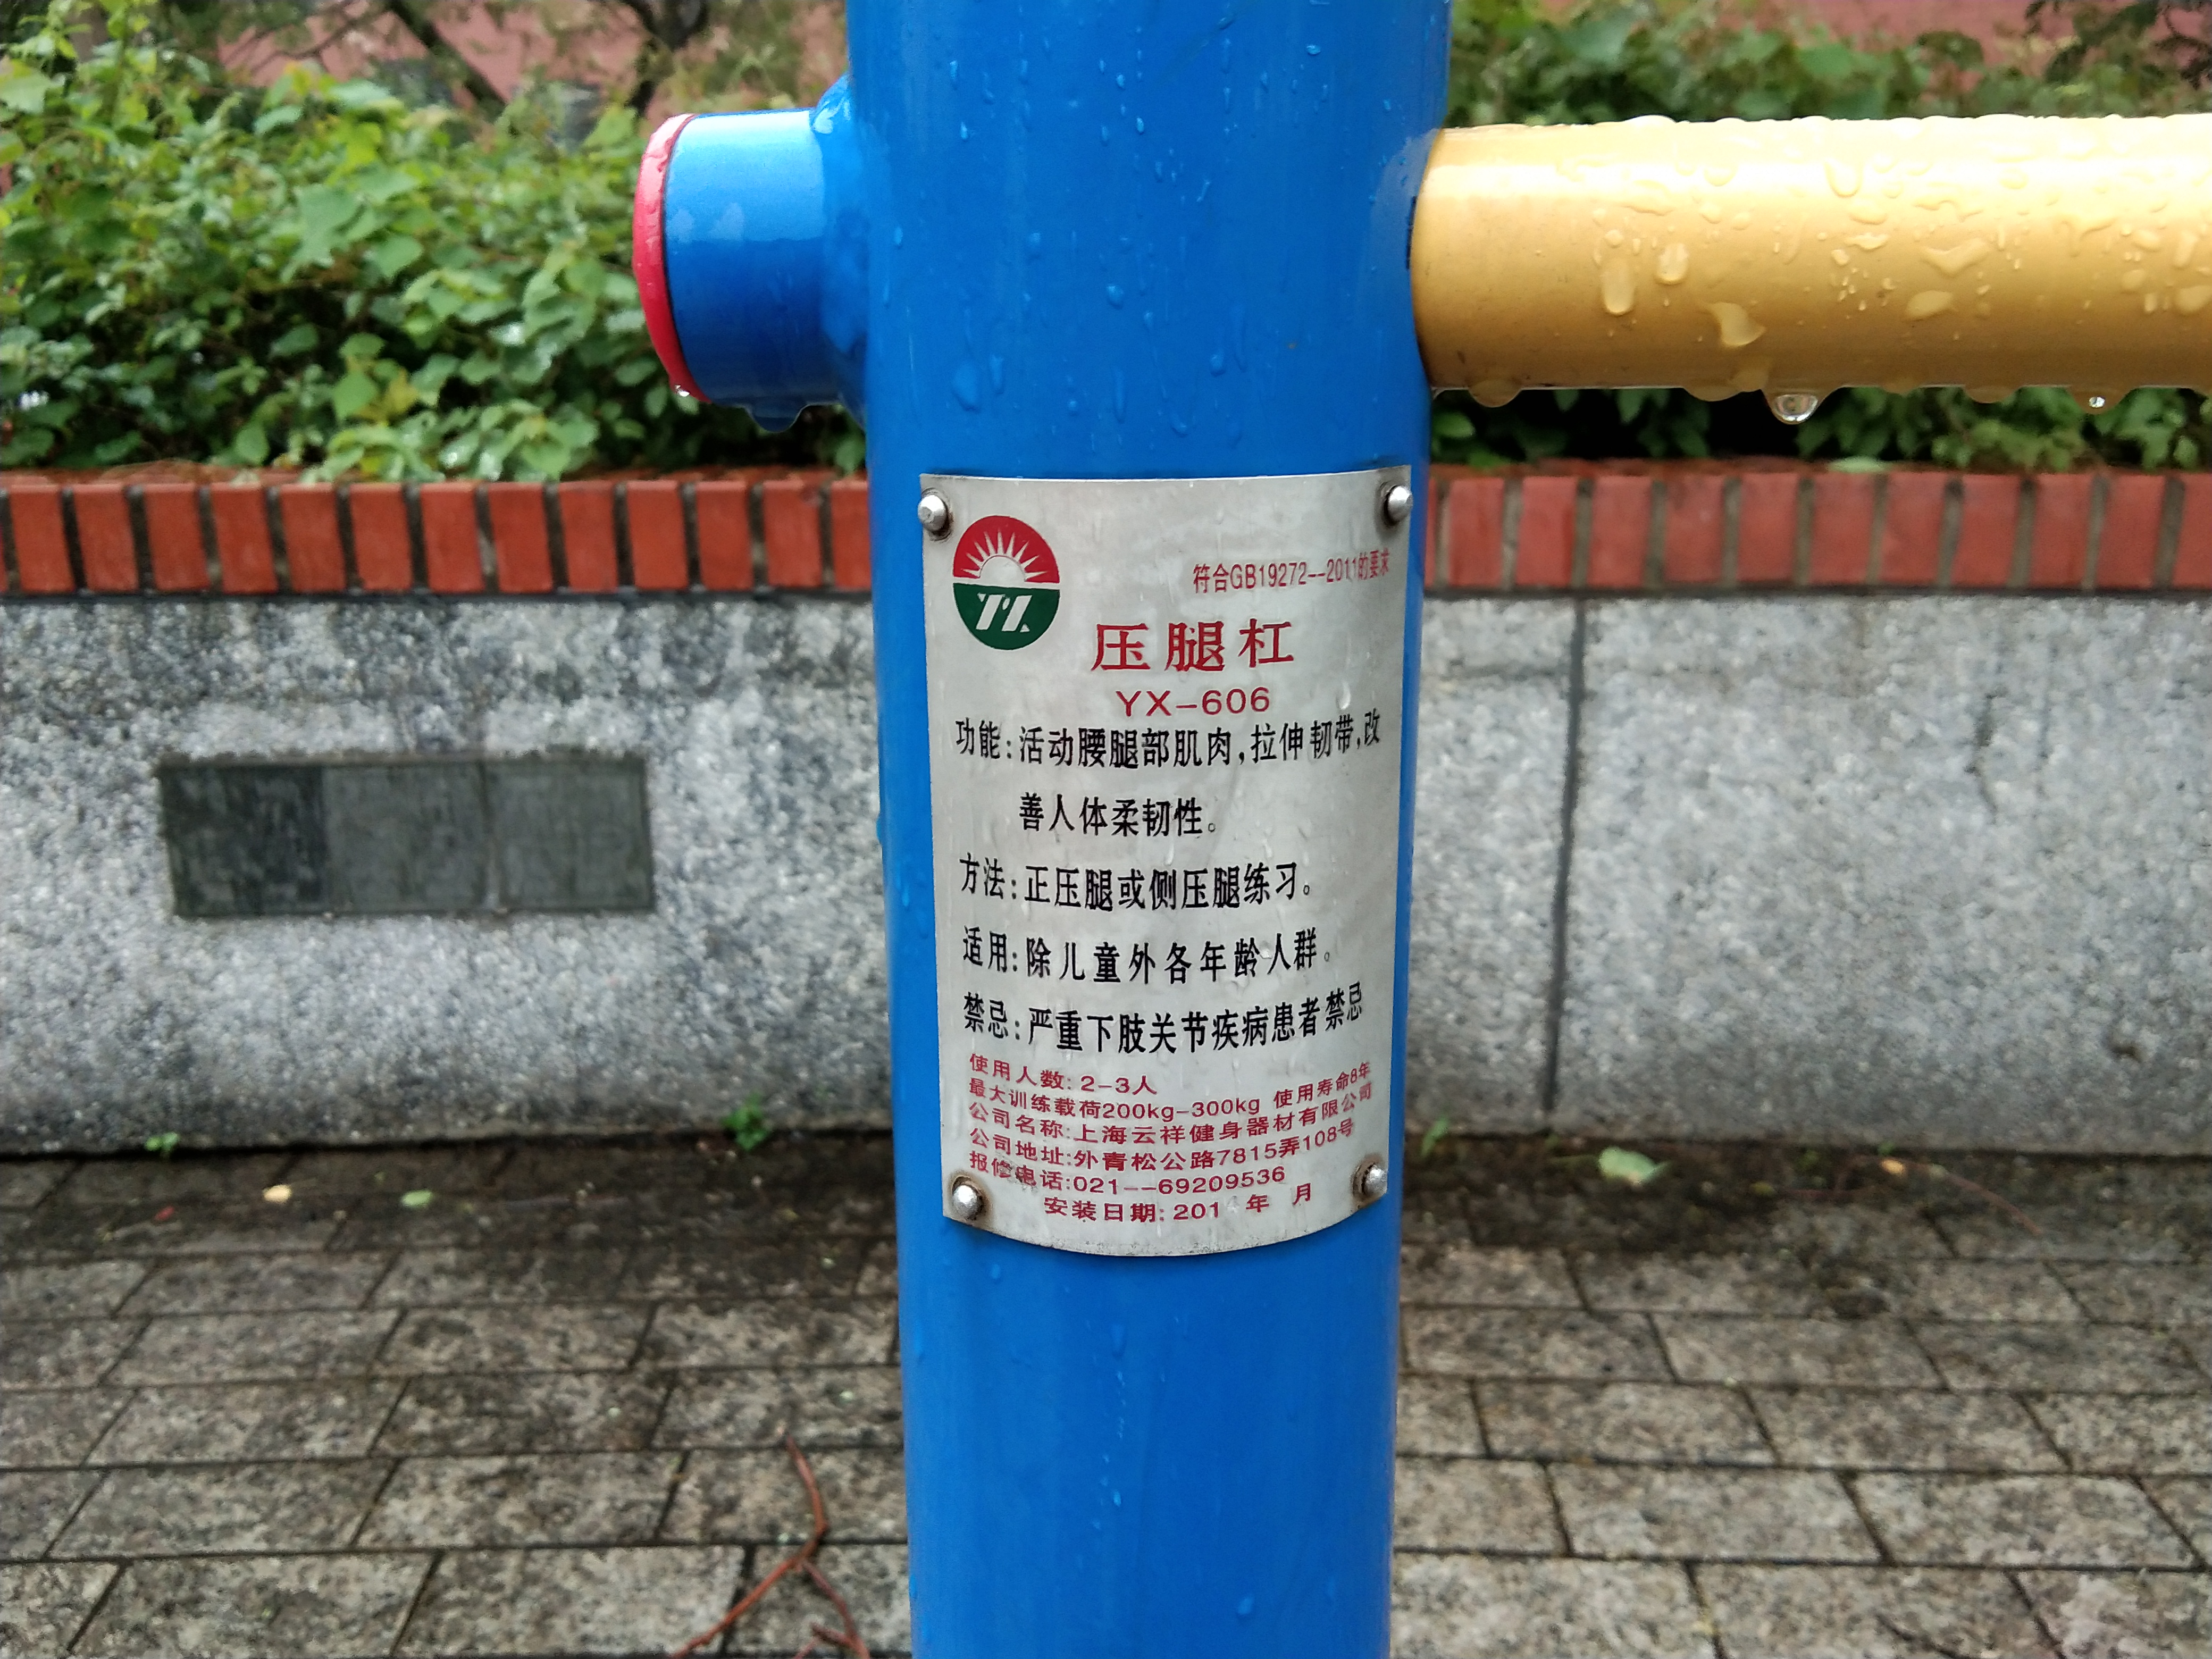 符合GB19272--2011的要求
压腿杠
YX-606
功能:活动腰腿部肌肉,拉伸韧带,改
善人体柔韧性。
方法:正压腿或侧压腿练习。
适用:除儿童外各年龄人群。
禁忌:严重下肢关节疾病患者禁忌
使用人数:2-3人
最大训练载荷200kg-300kg 使用寿命8年
公司名称:上海云祥健身器材有限公司
公司地址:外青松公路7815弄108号
报修电话:021--69209536
安装日期:201 年 月